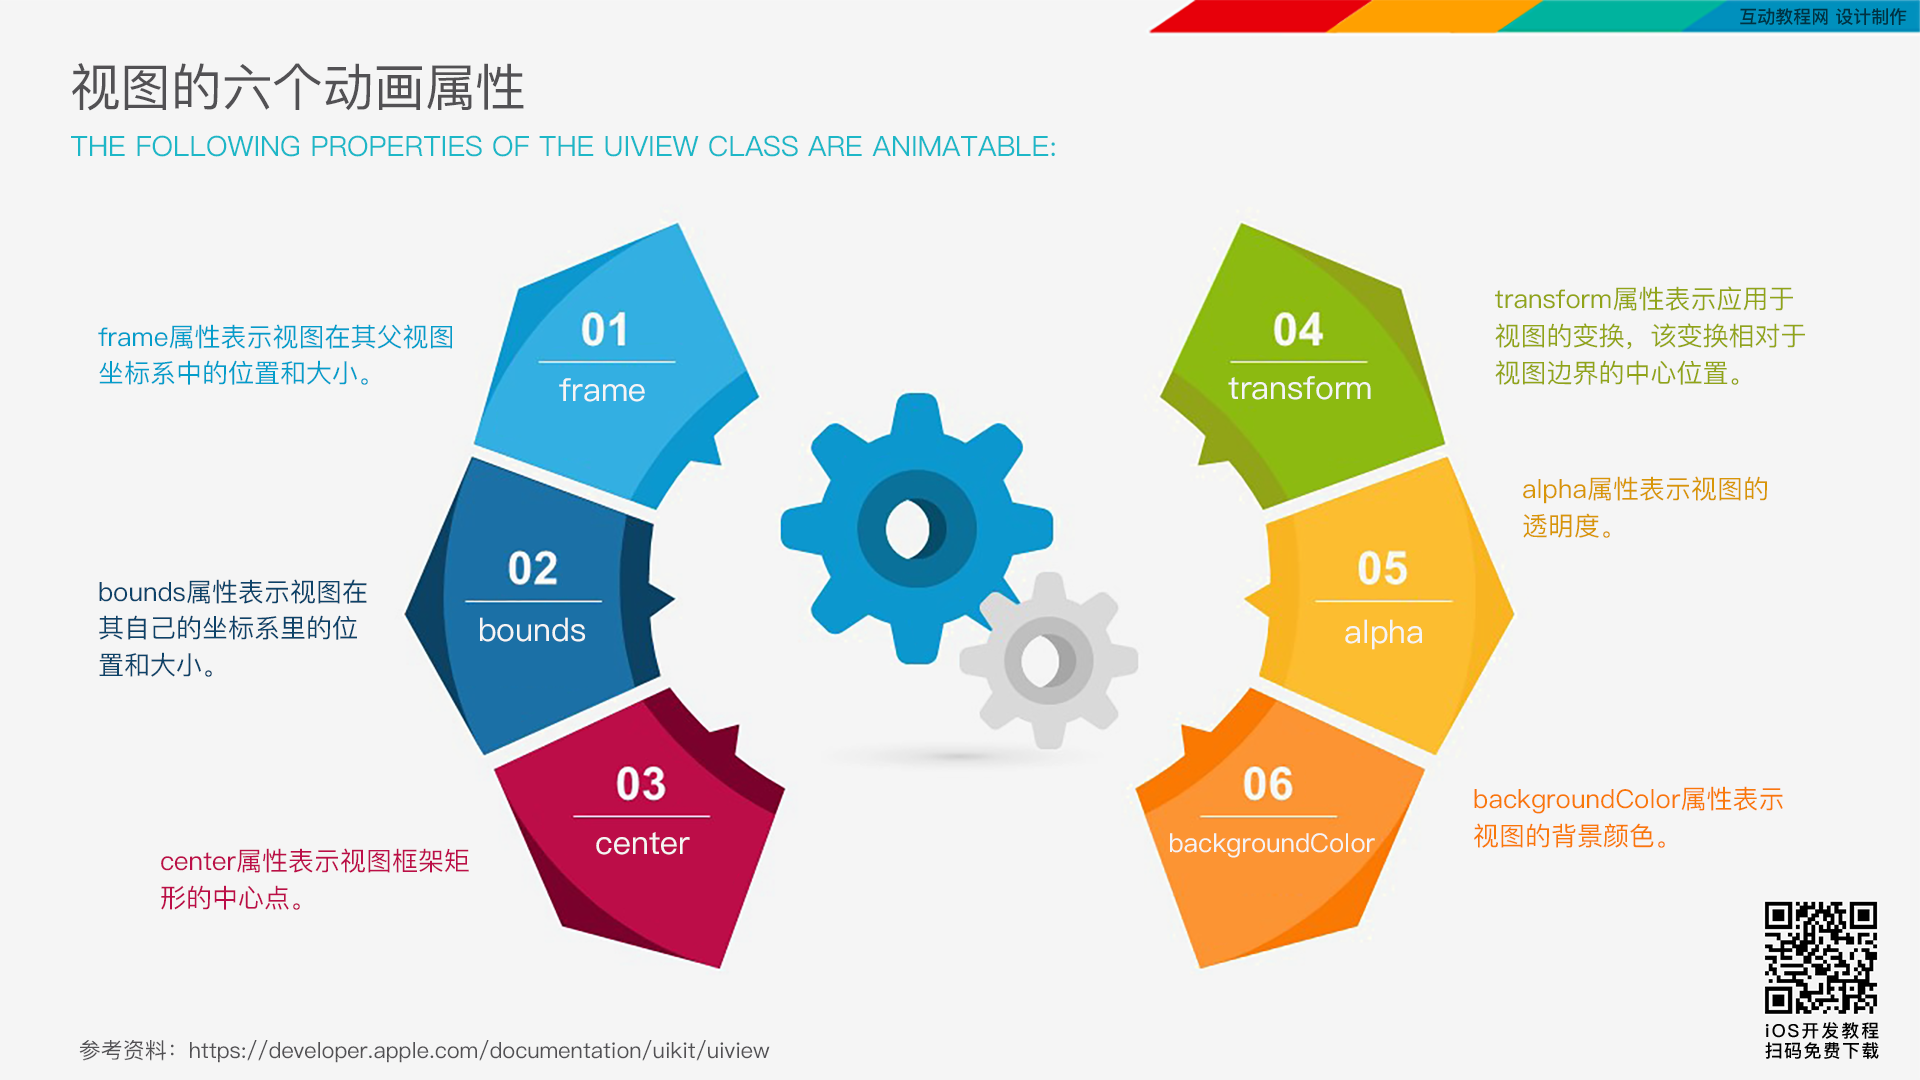 互动教程网 设计制作
视图的六个动画属性
THE FOLLOWING PROPERTIES OF THE UIVIEW CLASS ARE ANIMATABLE:
01
frame
frame属性表示视图在其父视图
坐标系中的位置和大小。
02
bounds
bounds属性表示视图在
其自己的坐标系里的位
置和大小。
03
center
center属性表示视图框架矩
形的中心点。
04
transform
transform属性表示应用于
视图的变换，该变换相对于
视图边界的中心位置。
05
alpha
alpha属性表示视图的
透明度。
06
backgroundColor
backgroundColor属性表示
视图的背景颜色。
iOS开发教程
扫码免费下载
参考资料：https://developer.apple.com/documentation/uikit/uiview